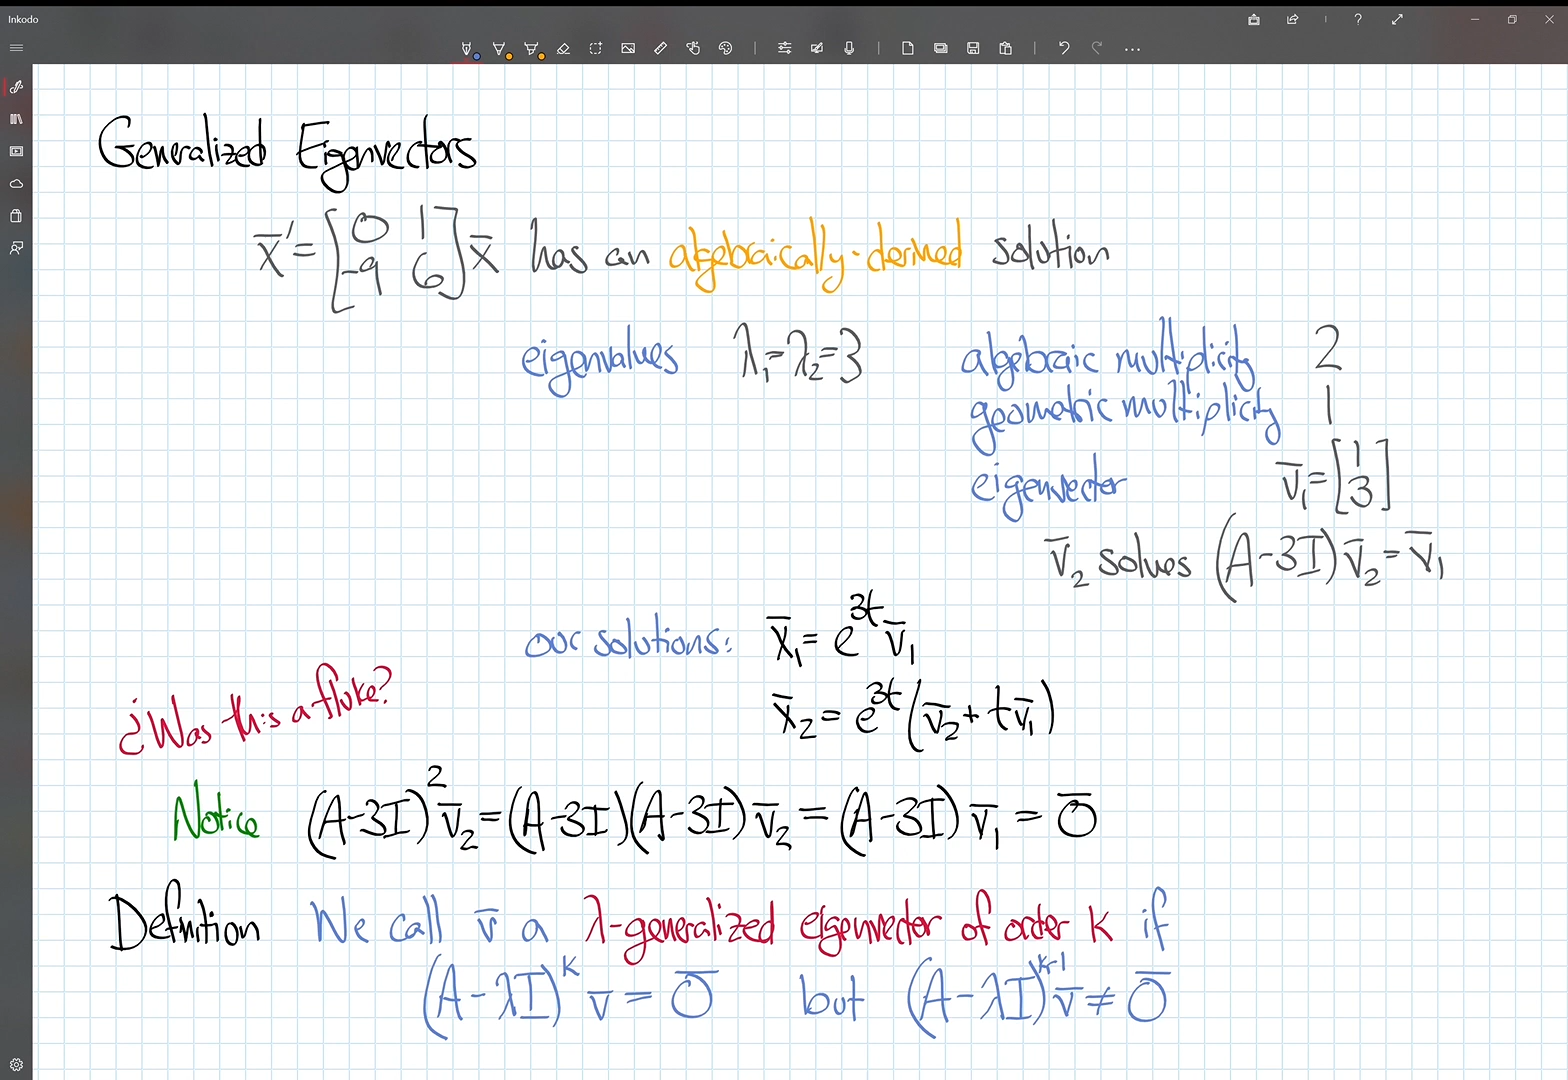 Inkodo
Generalized Eigenvectors
x̄' = [0 1; -9 6] x̄ has an algebraically-derived solution
eigenvalues λ₁=λ₂=3 algebraic multiplicity 2
geometric multiplicity 1
eigenvector v̄₁=[1; 3]
v̄₂ solves (A-3I)v̄₂=v̄₁
our solutions: x̄₁=e^{3t}v̄₁
¿Was this a fluke?
x̄₂=e^{3t}(v̄₂+tv̄₁)
Notice (A-3I)²v̄₂=(A-3I)(A-3I)v̄₂=(A-3I)v̄₁=0̄
Definition We call v̄ a λ-generalized eigenvector of order k if
(A-λI)^k v̄=0̄ but (A-λI)^{k-1}v̄≠0̄